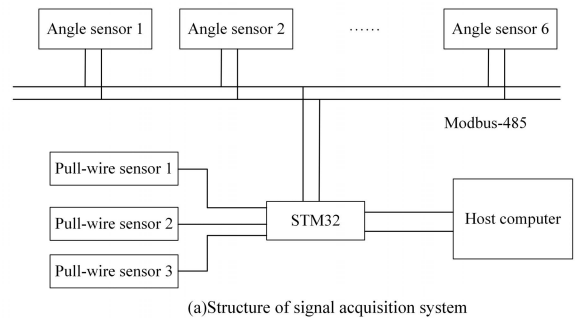 Angle sensor 1
Angle sensor 2
······
Angle sensor 6
Modbus-485
Pull-wire sensor 1
Pull-wire sensor 2
Pull-wire sensor 3
STM32
Host computer
(a)Structure of signal acquisition system